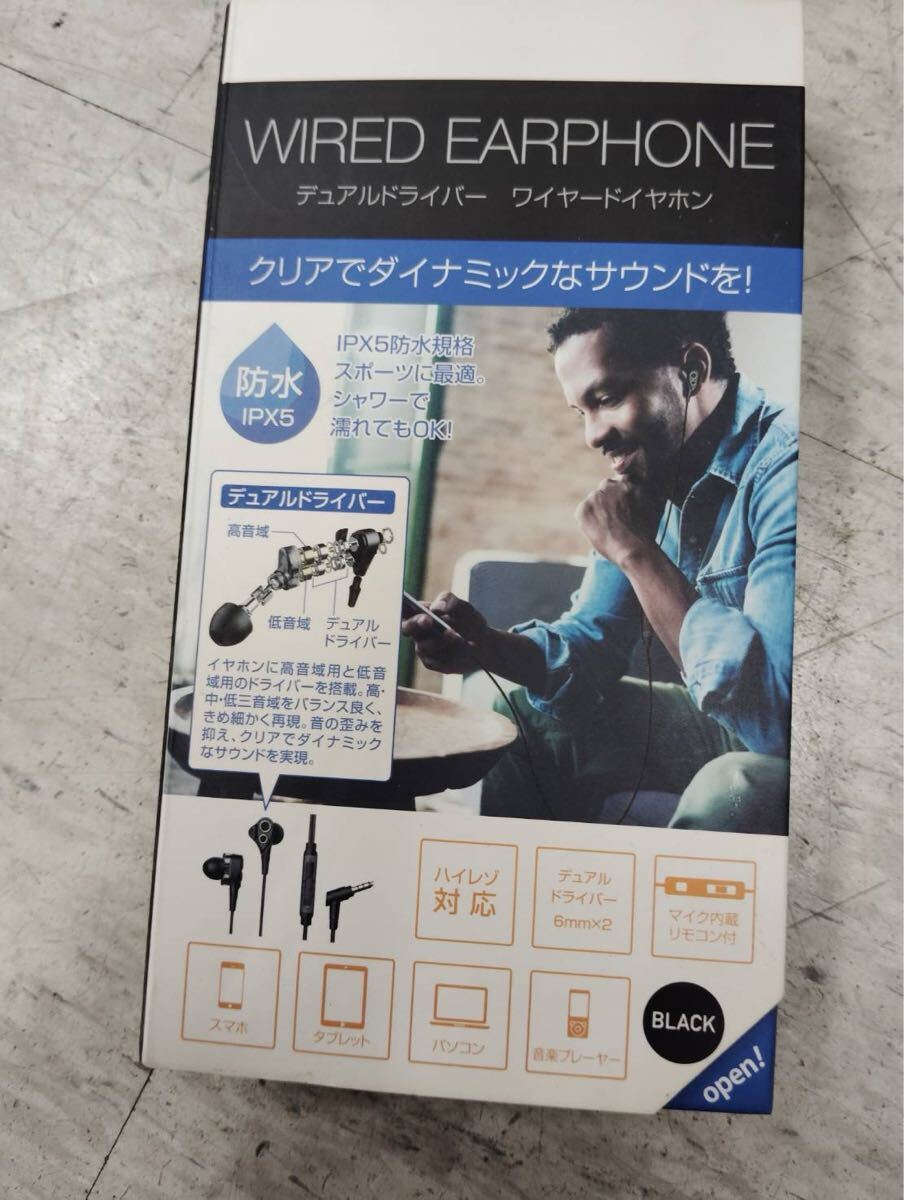 WIRED EARPHONE
デュアルドライバー ワイヤードイヤホン
クリアでダイナミックなサウンドを!
防水
IPX5
IPX5防水規格
スポーツに最適。
シャワーで
濡れてもOK!
デュアルドライバー
高音域
低音域
デュアル
ドライバー
イヤホンに高音域用と低音
域用のドライバーを搭載。高・
中・低三音域をバランス良く、
きめ細かく再現。音の歪みを
抑え、クリアでダイナミック
なサウンドを実現。
ハイレゾ
対応
デュアル
ドライバー
6mm×2
マイク内蔵
リモコン付
スマホ
タブレット
パソコン
音楽プレーヤー
BLACK
open!